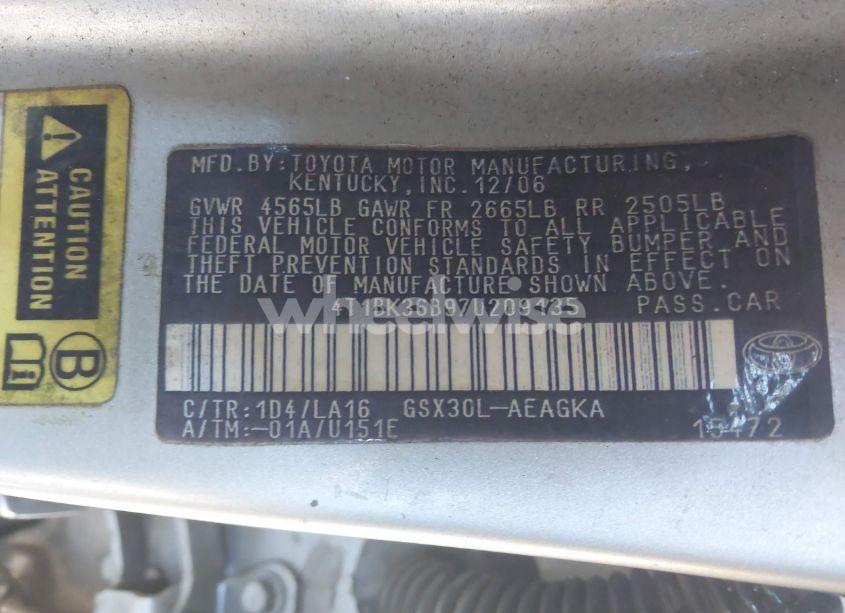 CAUTION
ATTENTION
B
MFD. BY: TOYOTA MOTOR MANUFACTURING,
KENTUCKY, INC. 12/06
GVWR 4565LB GAWR FR 2665LB RR 2505LB
THIS VEHICLE CONFORMS TO ALL APPLICABLE
FEDERAL MOTOR VEHICLE SAFETY BUMPER AND
THEFT PREVENTION STANDARDS IN EFFECT ON
THE DATE OF MANUFACTURE SHOWN ABOVE.
4T1BK36B97U209135 PASS. CAR
C/TR: 1D4/LA16 GSX30L-AEAGKA
A/TM: -01A/U151E
wheelwise